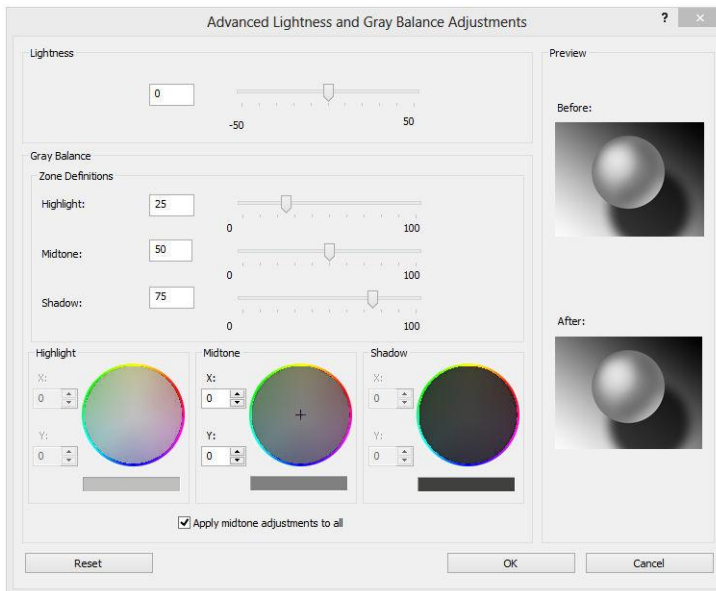 Advanced Lightness and Gray Balance Adjustments
?
×
Lightness
0
-50
50
Gray Balance
Zone Definitions
Highlight:
25
0
100
Midtone:
50
0
100
Shadow:
75
0
100
Highlight
X:
0
Y:
0
Midtone
X:
0
Y:
0
Shadow
X:
0
Y:
0
Apply midtone adjustments to all
Preview
Before:
After:
Reset
OK
Cancel